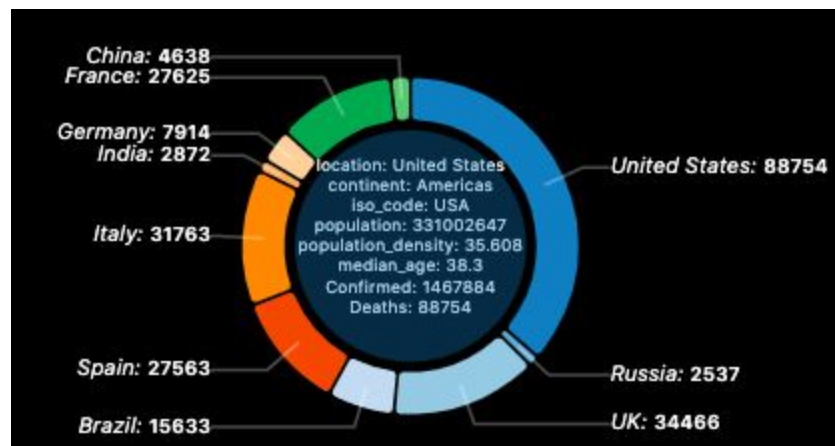 China: 4638
France: 27625
Germany: 7914
India: 2872
Italy: 31763
Spain: 27563
Brazil: 15633
location: United States
continent: Americas
iso_code: USA
population: 331002647
population_density: 35.608
median_age: 38.3
Confirmed: 1467884
Deaths: 88754
United States: 88754
Russia: 2537
UK: 34466